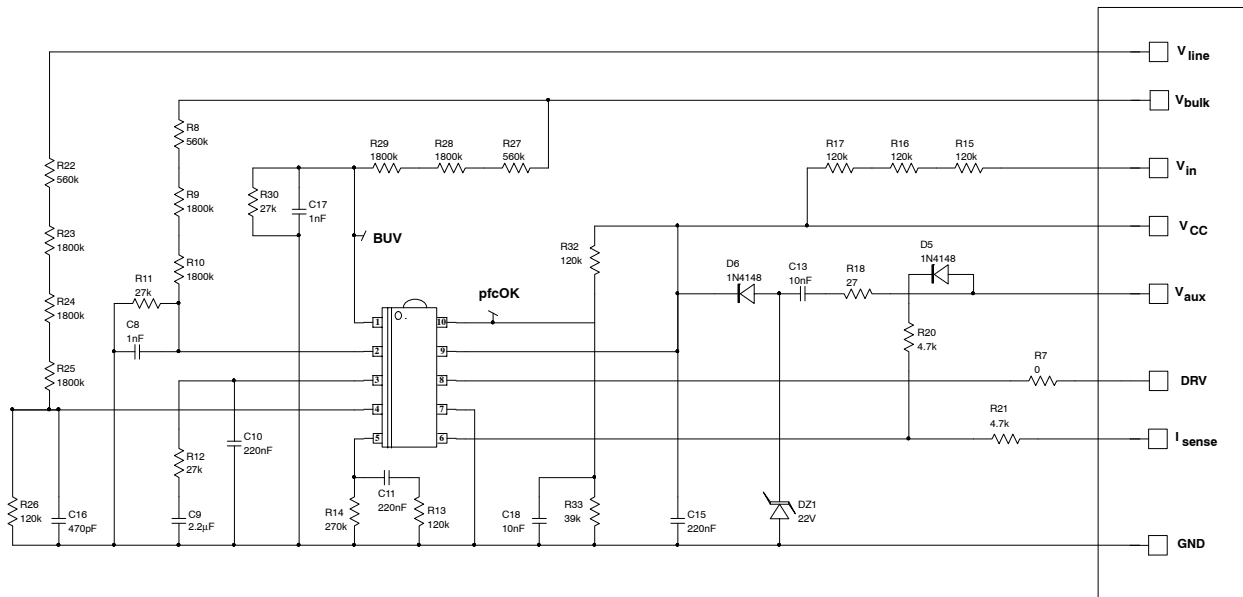 V line
V bulk
R8
560k
R29
1800k
R28
1800k
R27
560k
R17
120k
R16
120k
R15
120k
V in
R22
560k
R9
1800k
R30
27k
C17
1nF
BUV
R32
120k
V CC
R23
1800k
R10
1800k
R11
27k
D6
1N4148
C13
10nF
R18
27
D5
1N4148
V aux
pfcOK
R24
1800k
C8
1nF
O.
1
10
2
9
3
8
4
7
5
6
R20
4.7k
R7
0
DRV
R25
1800k
R21
4.7k
I sense
C10
220nF
R12
27k
R26
120k
C16
470pF
C9
2.2μF
R14
270k
C11
220nF
R13
120k
C18
10nF
R33
39k
C15
220nF
DZ1
22V
GND